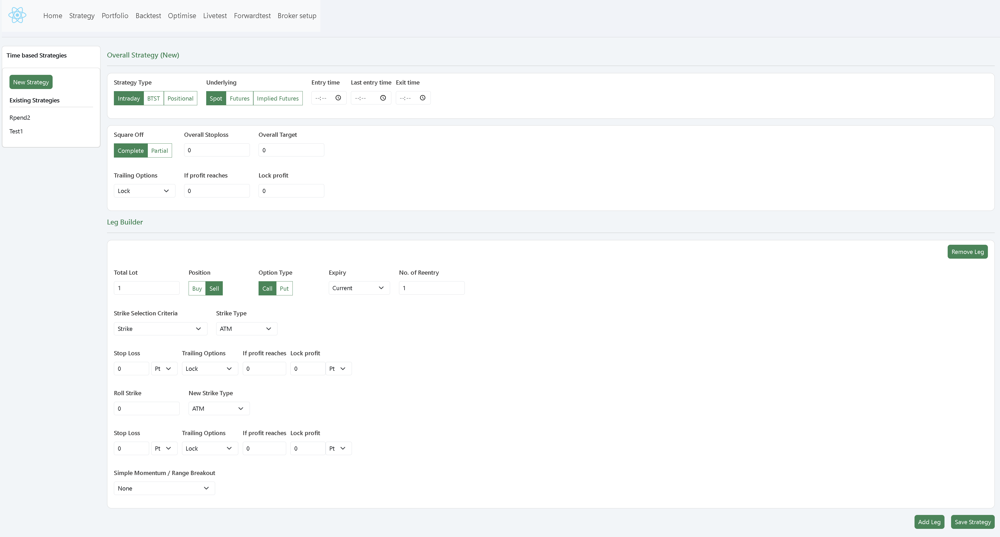 Home Strategy Portfolio Backtest Optimise Livetest Forwardtest Broker setup
Time based Strategies
New Strategy
Existing Strategies
Rpend2
Test1
Overall Strategy (New)
Strategy Type Underlying Entry time Last entry time Exit time
Intraday BTST Positional Spot Futures Implied Futures --:-- --:-- --:--
Square Off Overall Stoploss Overall Target
Complete Partial 0 0
Trailing Options If profit reaches Lock profit
Lock 0 0
Leg Builder
Remove Leg
Total Lot Position Option Type Expiry No. of Reentry
1 Buy Sell Call Put Current 1
Strike Selection Criteria Strike Type
Strike ATM
Stop Loss Trailing Options If profit reaches Lock profit
0 Pt Lock 0 0 Pt
Roll Strike New Strike Type
0 ATM
Stop Loss Trailing Options If profit reaches Lock profit
0 Pt Lock 0 0 Pt
Simple Momentum / Range Breakout
None
Add Leg Save Strategy